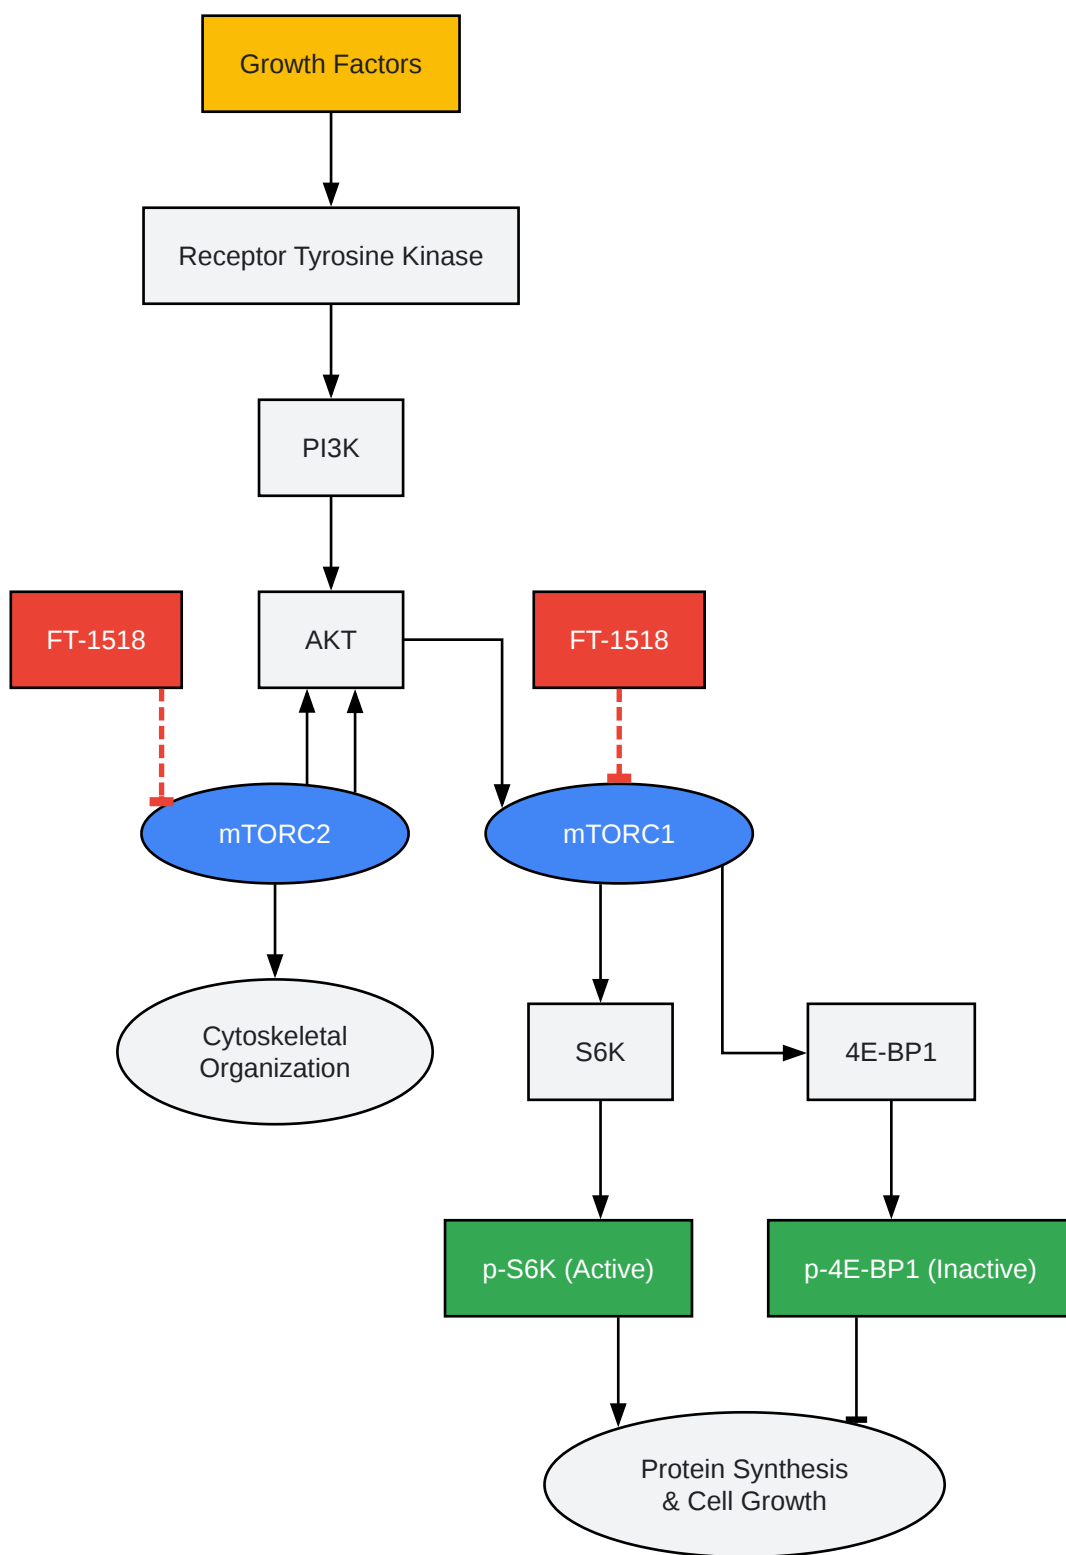 Growth Factors
Receptor Tyrosine Kinase
PI3K
FT-1518
AKT
FT-1518
mTORC2
mTORC1
Cytoskeletal
Organization
S6K
4E-BP1
p-S6K (Active)
p-4E-BP1 (Inactive)
Protein Synthesis
& Cell Growth